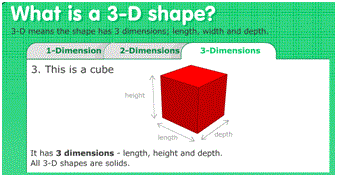 What is a 3-D shape?
3-D means the shape has 3 dimensions; length, width and depth.
1-Dimension 2-Dimensions 3-Dimensions
3. This is a cube
height
length
depth
It has 3 dimensions - length, height and depth.
All 3-D shapes are solids.